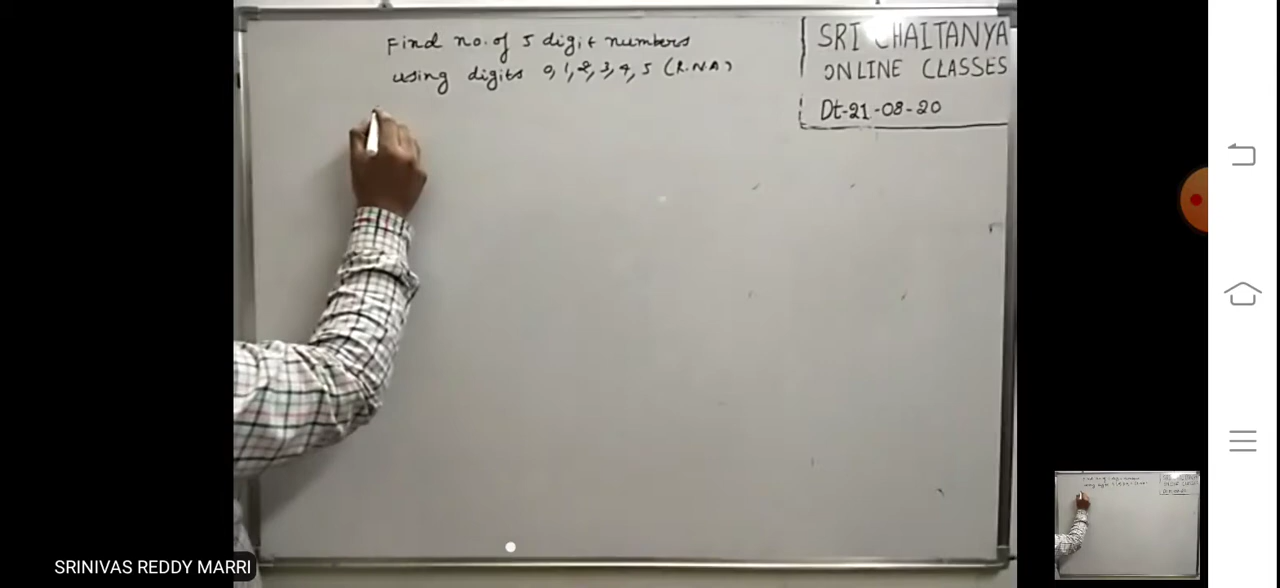 Find no. of 5 digit numbers
using digits 0, 1, 2, 3, 4, 5 (R.N.A)
SRI CHAITANYA
ONLINE CLASSES
Dt-21-08-20
SRINIVAS REDDY MARRI